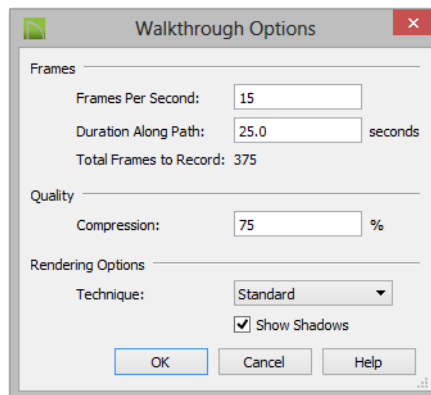 Walkthrough Options
Frames
Frames Per Second: 15
Duration Along Path: 25.0 seconds
Total Frames to Record: 375
Quality
Compression: 75 %
Rendering Options
Technique: Standard
Show Shadows
OK Cancel Help